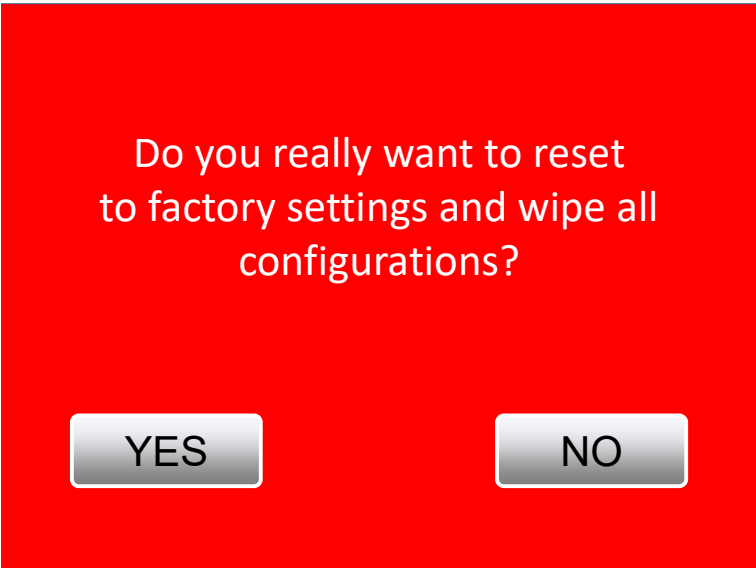 Do you really want to reset
to factory settings and wipe all
configurations?
YES
NO